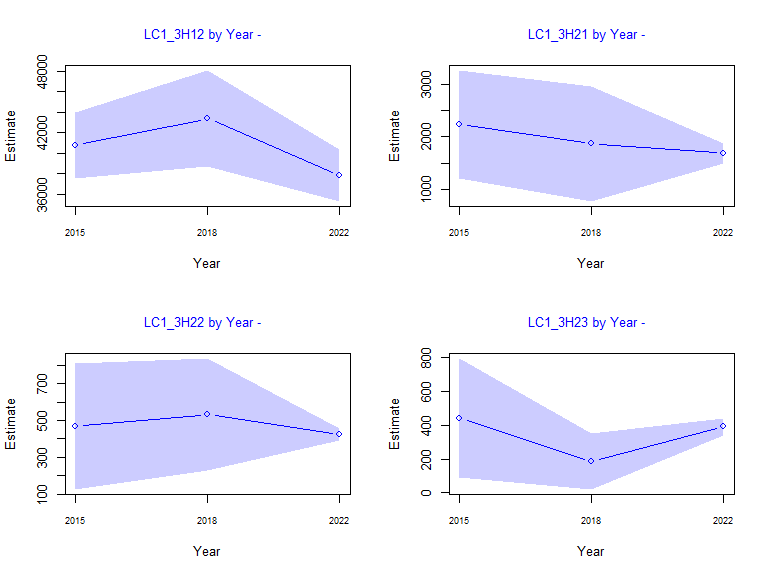 LC1_3H12 by Year -
Estimate
36000
42000
48000
2015
2018
2022
Year
LC1_3H21 by Year -
Estimate
1000
2000
3000
2015
2018
2022
Year
LC1_3H22 by Year -
Estimate
100
300
500
700
2015
2018
2022
Year
LC1_3H23 by Year -
Estimate
0
200
400
600
800
2015
2018
2022
Year